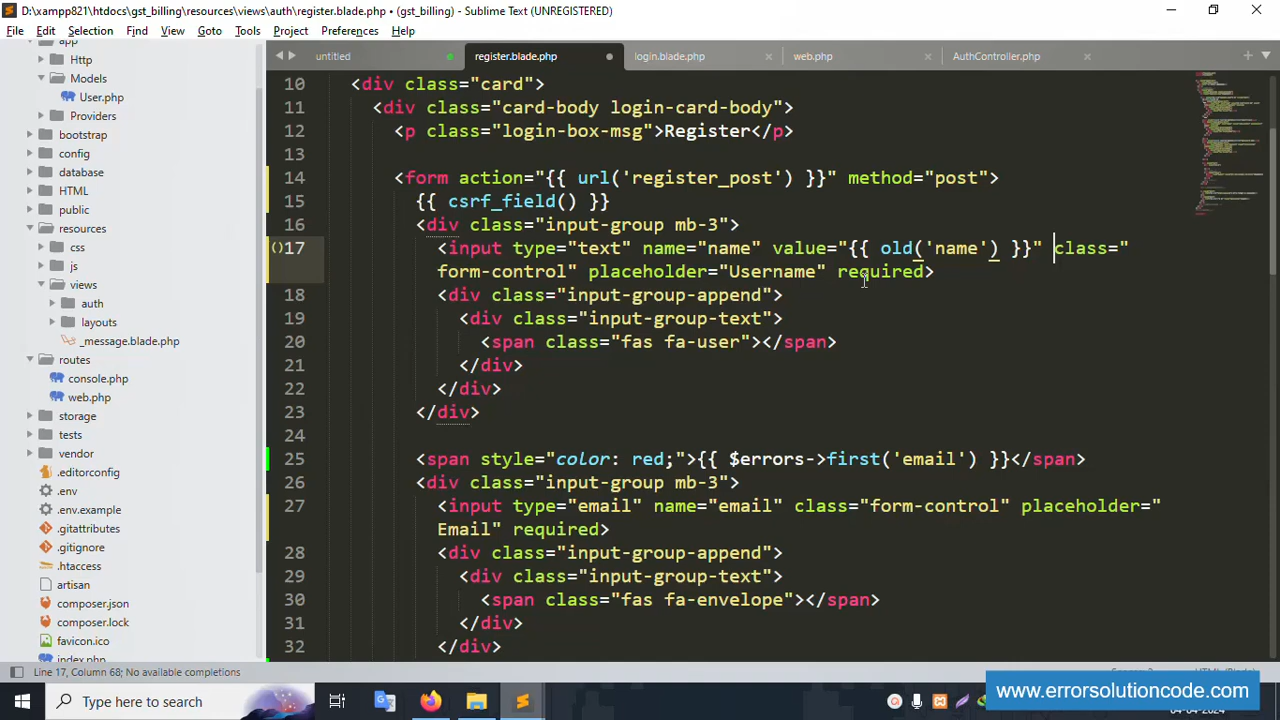 D:\xampp821\htdocs\gst_billing\resources\views\auth\register.blade.php • (gst_billing) - Sublime Text (UNREGISTERED)
File Edit Selection Find View Goto Tools Project Preferences Help
untitled register.blade.php login.blade.php web.php AuthController.php
app
Http
Models
User.php
Providers
bootstrap
config
database
HTML
public
resources
css
js
views
auth
layouts
_message.blade.php
routes
console.php
web.php
storage
tests
vendor
.editorconfig
.env
.env.example
.gitattributes
.gitignore
.htaccess
artisan
composer.json
composer.lock
favicon.ico
index.php
10 <div class="card">
11 <div class="card-body login-card-body">
12 <p class="login-box-msg">Register</p>
13
14 <form action="{{ url('register_post') }}" method="post">
15 {{ csrf_field() }}
16 <div class="input-group mb-3">
17 <input type="text" name="name" value="{{ old('name') }}" class="
form-control" placeholder="Username" required>
18 <div class="input-group-append">
19 <div class="input-group-text">
20 <span class="fas fa-user"></span>
21 </div>
22 </div>
23 </div>
24
25 <span style="color: red;">{{ $errors->first('email') }}</span>
26 <div class="input-group mb-3">
27 <input type="email" name="email" class="form-control" placeholder="
Email" required>
28 <div class="input-group-append">
29 <div class="input-group-text">
30 <span class="fas fa-envelope"></span>
31 </div>
32 </div>
Line 17, Column 68; No available completions
Type here to search
www.errorsolutioncode.com